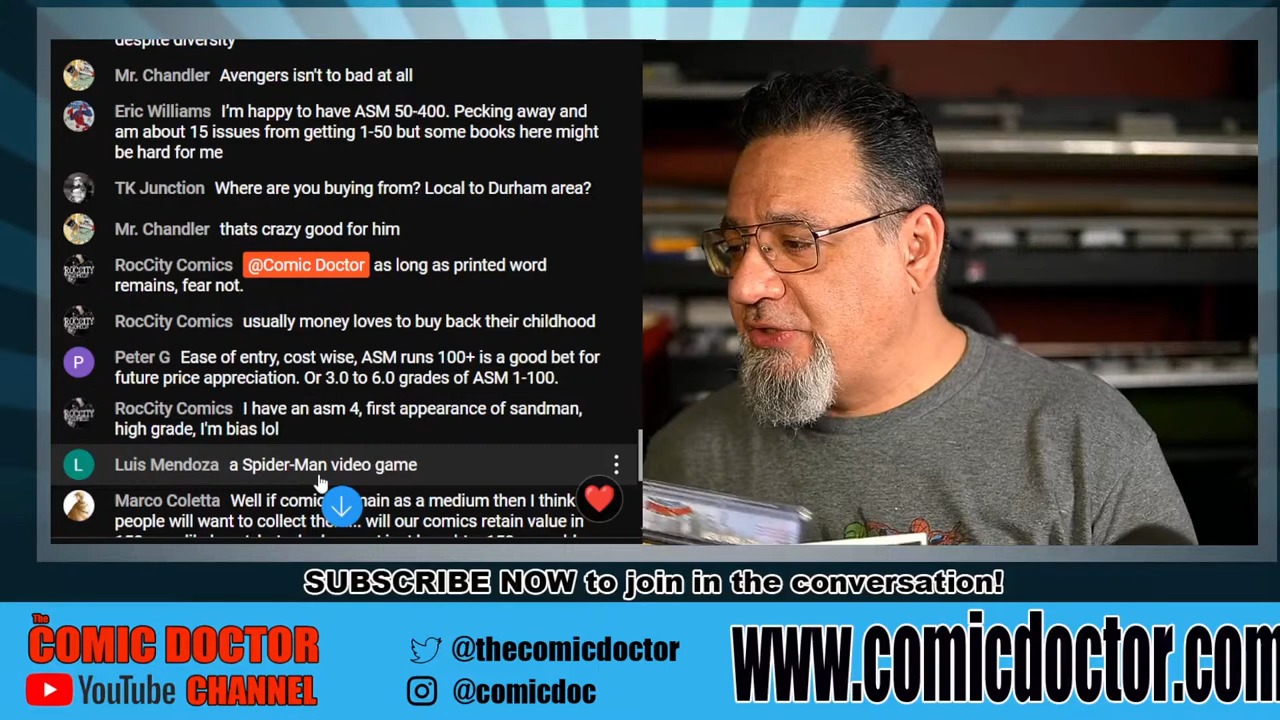 despite diversity
Mr. Chandler Avengers isn't to bad at all
Eric Williams I'm happy to have ASM 50-400. Pecking away and
am about 15 issues from getting 1-50 but some books here might
be hard for me
TK Junction Where are you buying from? Local to Durham area?
Mr. Chandler thats crazy good for him
RocCity Comics @Comic Doctor as long as printed word
remains, fear not.
RocCity Comics usually money loves to buy back their childhood
P Peter G Ease of entry, cost wise, ASM runs 100+ is a good bet for
future price appreciation. Or 3.0 to 6.0 grades of ASM 1-100.
RocCity Comics I have an asm 4, first appearance of sandman,
high grade, I'm bias lol
L Luis Mendoza a Spider-Man video game
Marco Coletta Well if comic main as a medium then I think
people will want to collect will our comics retain value in
SUBSCRIBE NOW to join in the conversation!
The
COMIC DOCTOR
YouTube CHANNEL
@thecomicdoctor
@comicdoc
www.comicdoctor.com